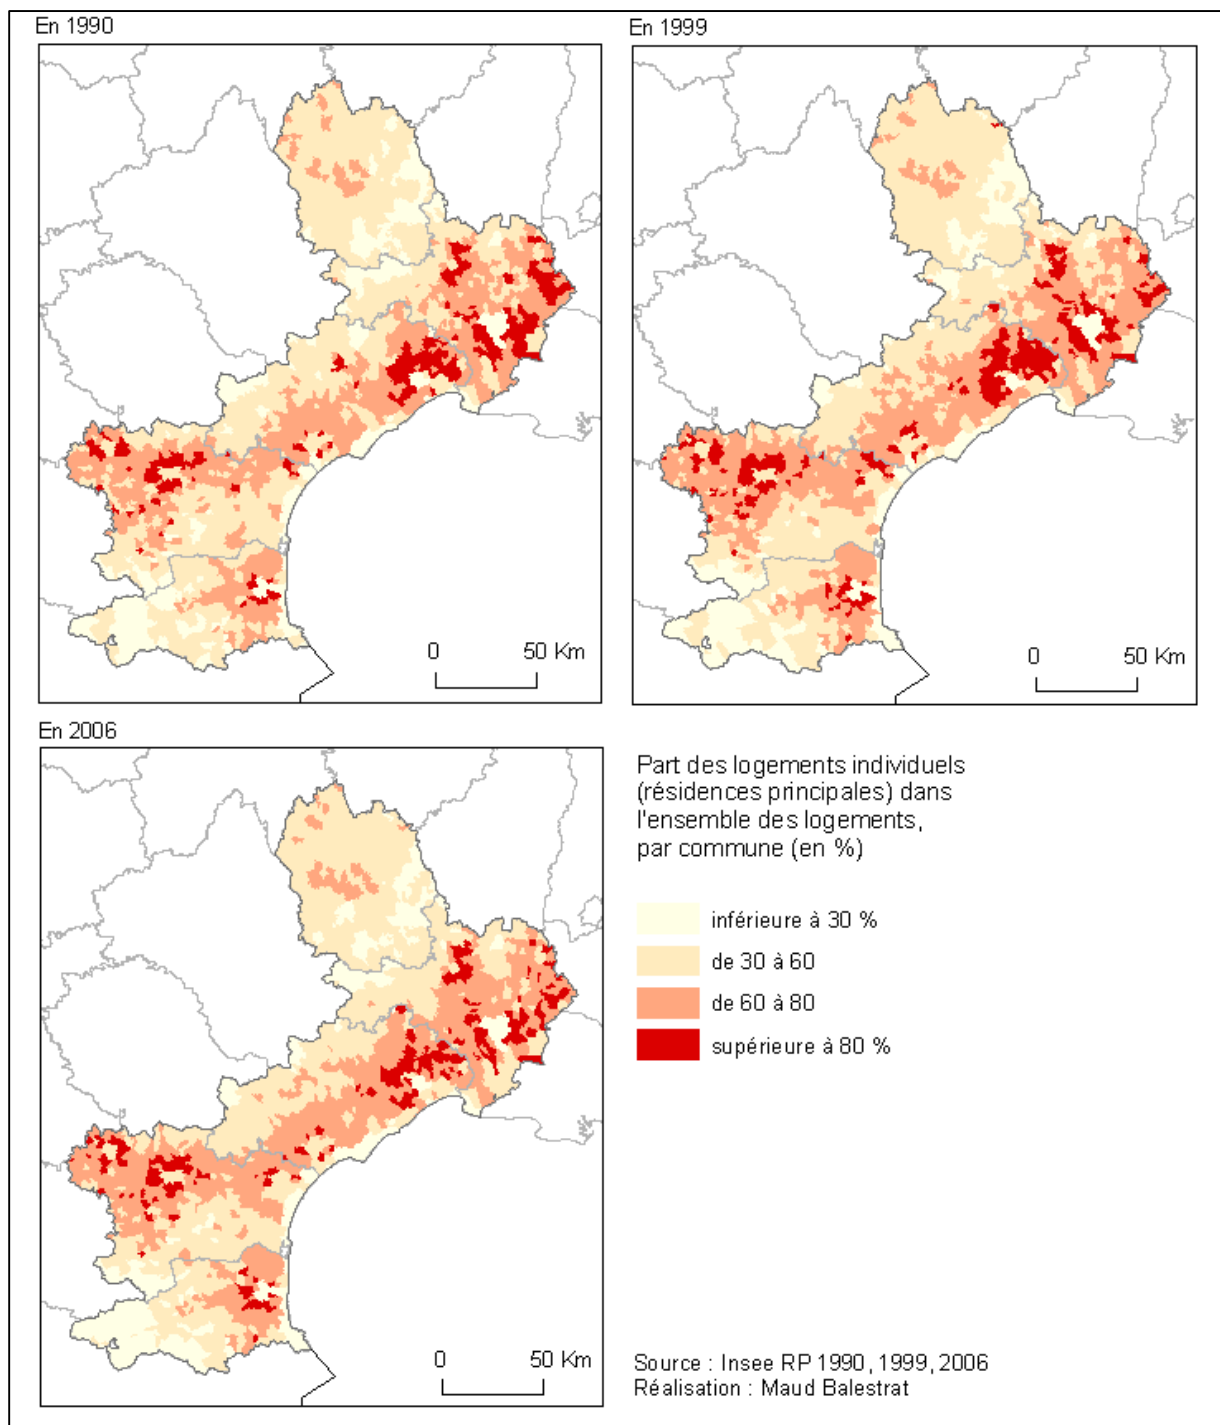 En 1990
En 1999
0 50 Km
0 50 Km
En 2006
Part des logements individuels
(résidences principales) dans
l'ensemble des logements,
par commune (en %)
inférieure à 30 %
de 30 à 60
de 60 à 80
supérieure à 80 %
0 50 Km
Source : Insee RP 1990, 1999, 2006
Réalisation : Maud Balestrat